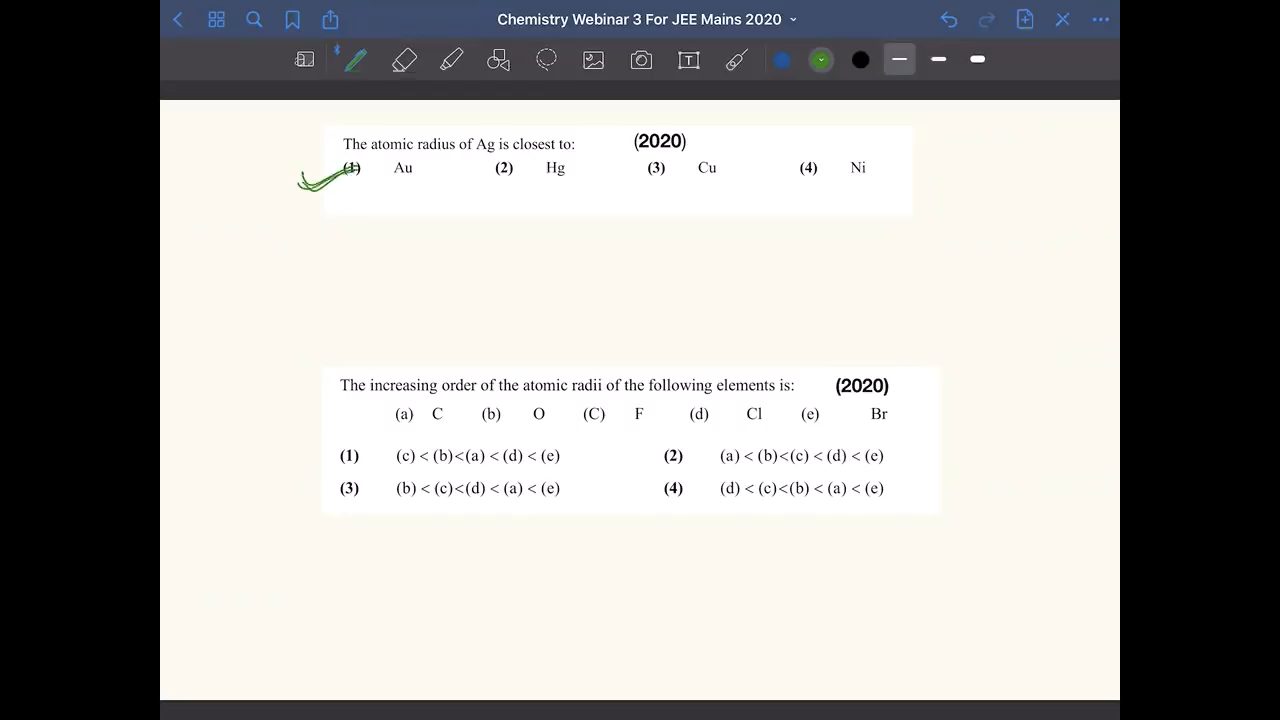 Chemistry Webinar 3 For JEE Mains 2020
T
The atomic radius of Ag is closest to: (2020)
(1) Au (2) Hg (3) Cu (4) Ni
The increasing order of the atomic radii of the following elements is: (2020)
(a) C (b) O (C) F (d) Cl (e) Br
(1) (c) < (b)<(a) < (d) < (e) (2) (a) < (b)<(c) < (d) < (e)
(3) (b) < (c)<(d) < (a) < (e) (4) (d) < (c)<(b) < (a) < (e)